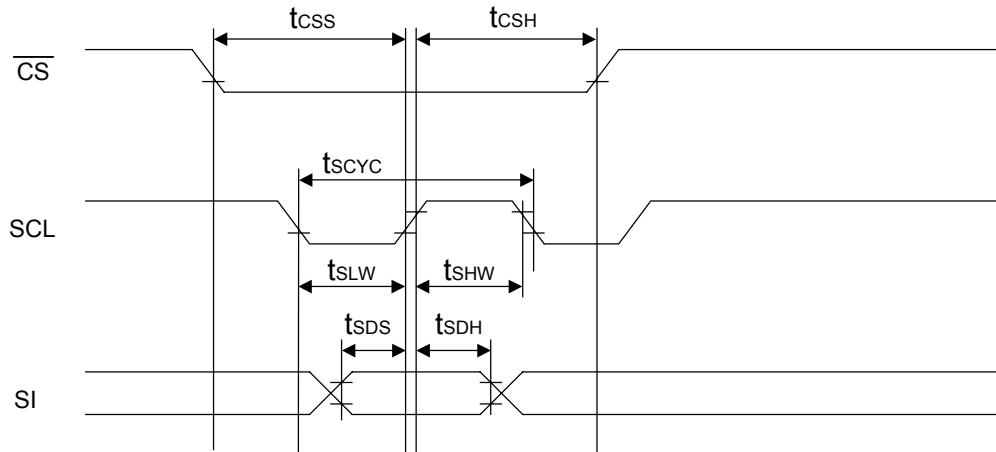 tCSS tCSH
CS
tSCYC
SCL
tSLW tSHW
tSDS tSDH
SI